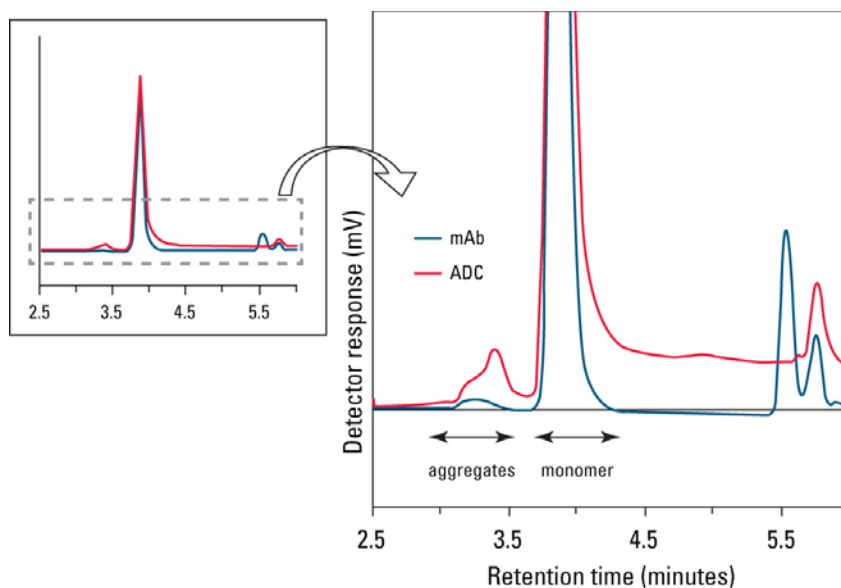 2.5 3.5 4.5 5.5
Detector response (mV)
mAb
ADC
aggregates monomer
2.5 3.5 4.5 5.5
Retention time (minutes)